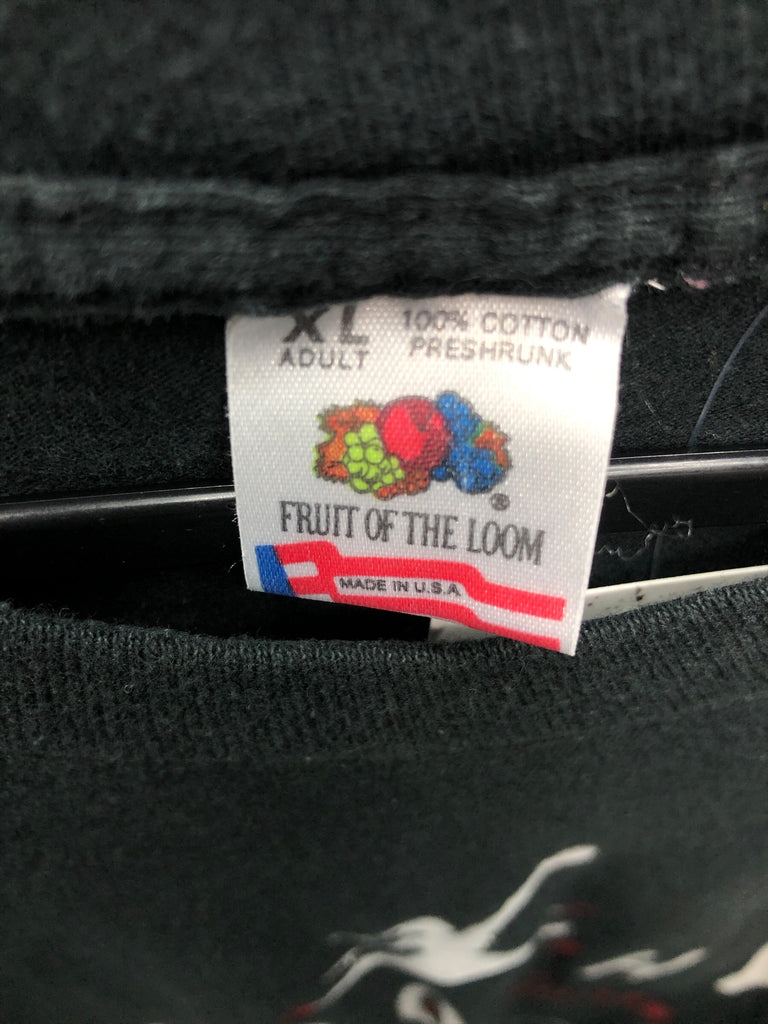 XL 100% COTTON
ADULT PRESHRUNK
®
FRUIT OF THE LOOM
MADE IN U.S.A.